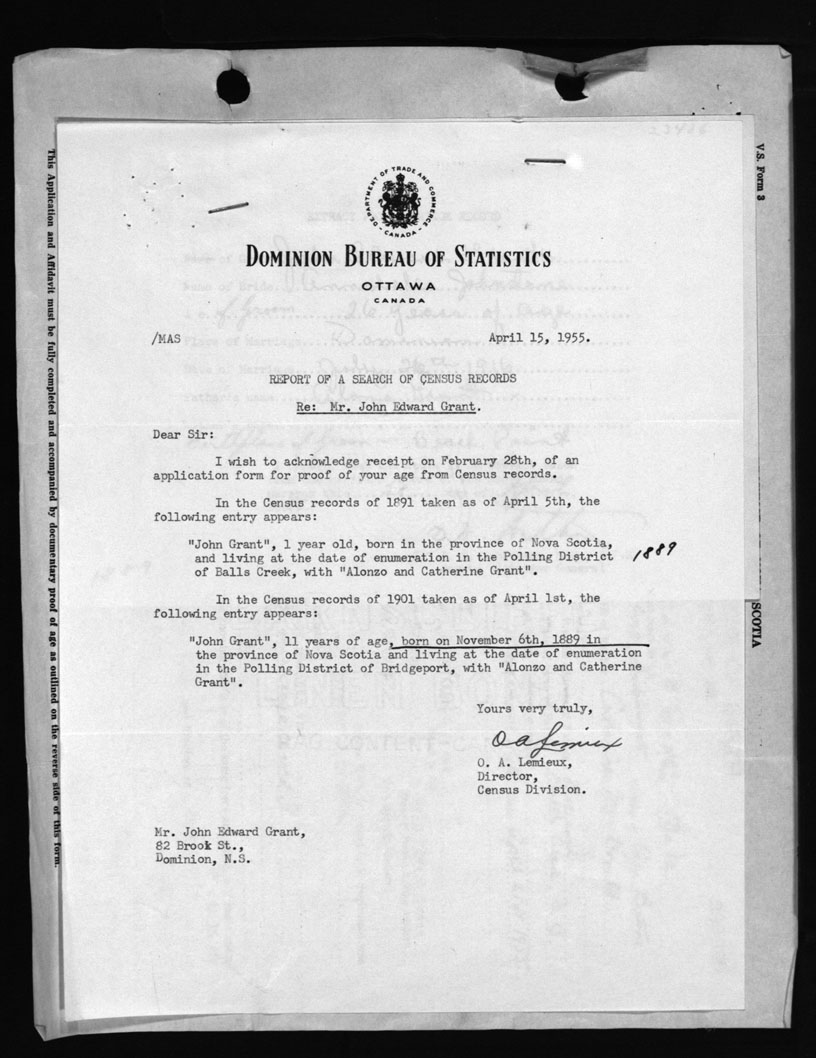 V.S. Form 3
This Application and Affidavit must be fully completed and accompanied by documentary proof of age as outlined on the reverse side of this form.
SCOTIA
DEPARTMENT OF TRADE AND COMMERCE
- CANADA -
DOMINION BUREAU OF STATISTICS
OTTAWA
CANADA
/MAS
April 15, 1955.
REPORT OF A SEARCH OF CENSUS RECORDS
Re: Mr. John Edward Grant.
Dear Sir:
I wish to acknowledge receipt on February 28th, of an
application form for proof of your age from Census records.
In the Census records of 1891 taken as of April 5th, the
following entry appears:
"John Grant", 1 year old, born in the province of Nova Scotia,
and living at the date of enumeration in the Polling District
of Balls Creek, with "Alonzo and Catherine Grant".
1889
In the Census records of 1901 taken as of April 1st, the
following entry appears:
"John Grant", 11 years of age, born on November 6th, 1889 in
the province of Nova Scotia and living at the date of enumeration
in the Polling District of Bridgeport, with "Alonzo and Catherine
Grant".
Yours very truly,
O A Lemieux
O. A. Lemieux,
Director,
Census Division.
Mr. John Edward Grant,
82 Brook St.,
Dominion, N.S.